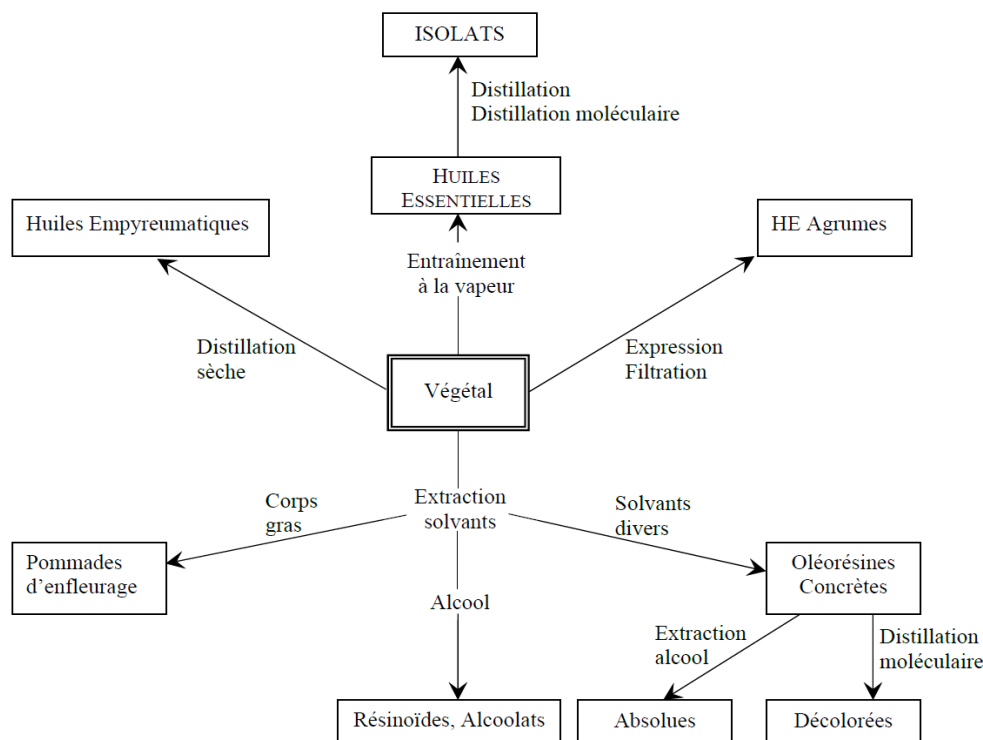 ISOLATS
Distillation
Distillation moléculaire
HUILES
ESSENTIELLES
Huiles Empyreumatiques
HE Agrumes
Entraînement
à la vapeur
Distillation
sèche
Expression
Filtration
Végétal
Corps
gras
Extraction
solvants
Solvants
divers
Pommades
d'enfleurage
Oléorésines
Concrètes
Alcool
Extraction
alcool
Distillation
moléculaire
Résinoïdes, Alcoolats
Absolues
Décolorées